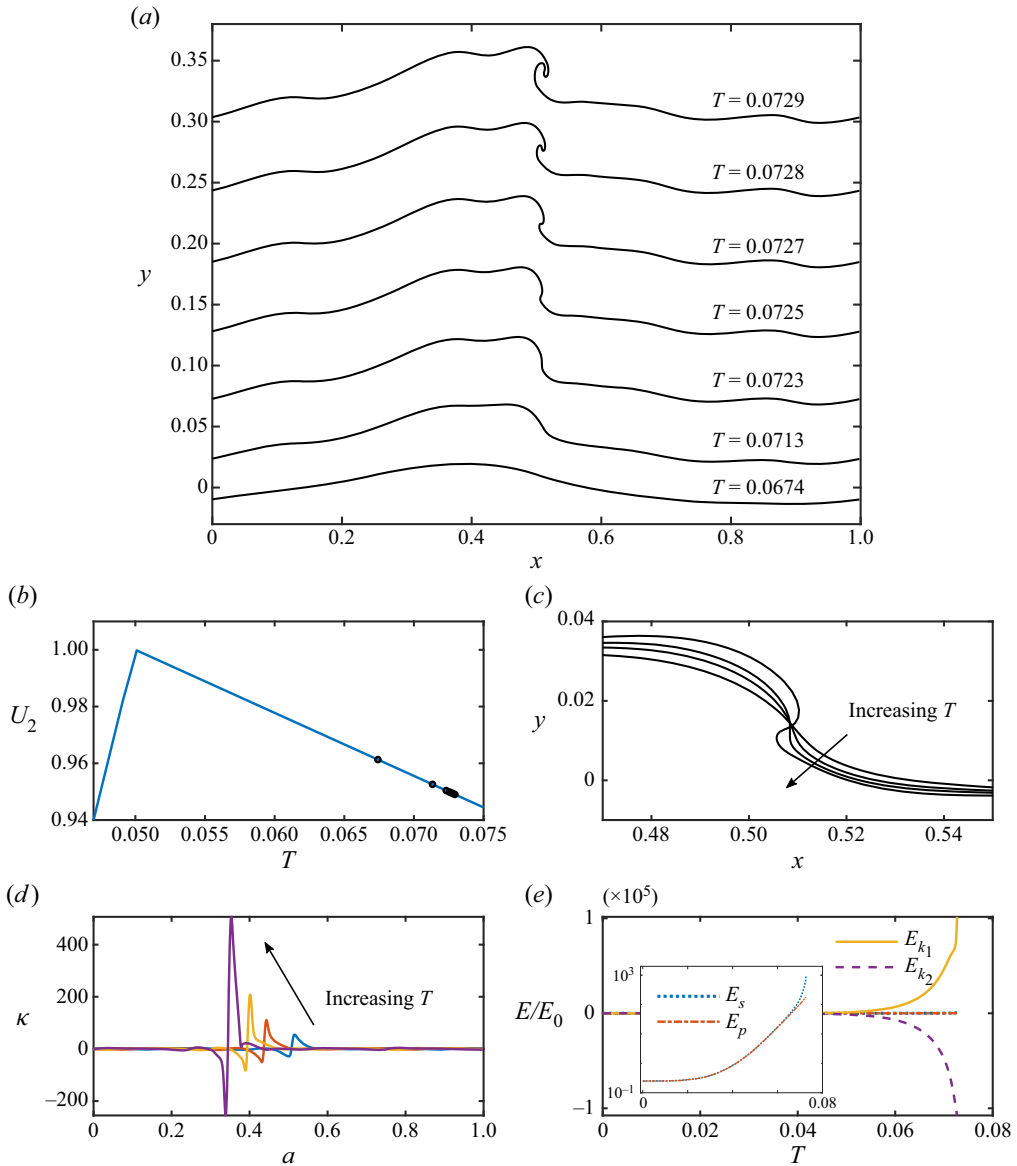 (a)
0.35
0.30
0.25
0.20
0.15
0.10
0.05
0
y
T = 0.0729
T = 0.0728
T = 0.0727
T = 0.0725
T = 0.0723
T = 0.0713
T = 0.0674
0 0.2 0.4 0.6 0.8 1.0
x
(b)
1.00
0.98
0.96
0.94
U2
0.050 0.055 0.060 0.065 0.070 0.075
T
(c)
0.04
0.02
0
y
Increasing T
0.48 0.50 0.52 0.54
x
(d)
400
200
0
−200
κ
Increasing T
0 0.2 0.4 0.6 0.8 1.0
a
(e)
(×10^5)
1
0
−1
E/E0
Ek1
Ek2
10^3
10^−1
Es
Ep
0 0.08
0 0.02 0.04 0.06 0.08
T